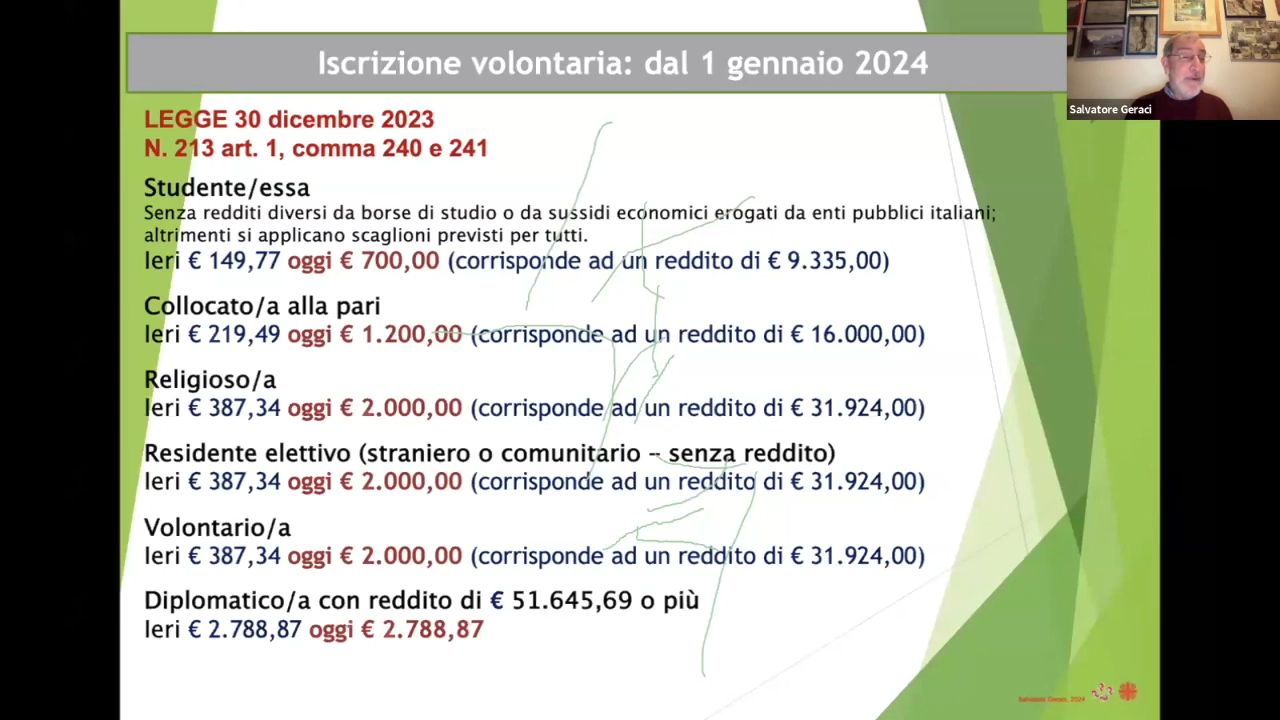 Iscrizione volontaria: dal 1 gennaio 2024
Salvatore Geraci
LEGGE 30 dicembre 2023
N. 213 art. 1, comma 240 e 241
Studente/essa
Senza redditi diversi da borse di studio o da sussidi economici erogati da enti pubblici italiani;
altrimenti si applicano scaglioni previsti per tutti.
Ieri € 149,77 oggi € 700,00 (corrisponde ad un reddito di € 9.335,00)
Collocato/a alla pari
Ieri € 219,49 oggi € 1.200,00 (corrisponde ad un reddito di € 16.000,00)
Religioso/a
Ieri € 387,34 oggi € 2.000,00 (corrisponde ad un reddito di € 31.924,00)
Residente elettivo (straniero o comunitario – senza reddito)
Ieri € 387,34 oggi € 2.000,00 (corrisponde ad un reddito di € 31.924,00)
Volontario/a
Ieri € 387,34 oggi € 2.000,00 (corrisponde ad un reddito di € 31.924,00)
Diplomatico/a con reddito di € 51.645,69 o più
Ieri € 2.788,87 oggi € 2.788,87
Salvatore Geraci, 2024